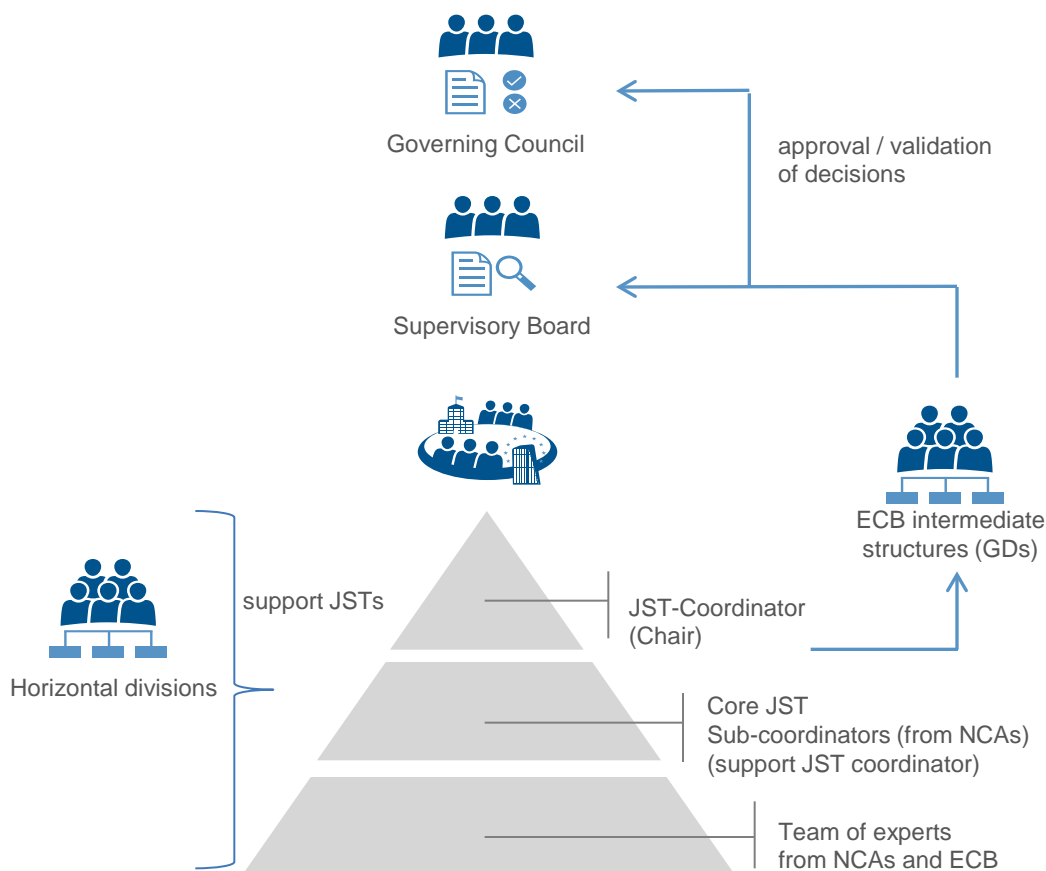 Governing Council
approval / validation
of decisions
Supervisory Board
ECB intermediate
structures (GDs)
support JSTs
JST-Coordinator
(Chair)
Horizontal divisions
Core JST
Sub-coordinators (from NCAs)
(support JST coordinator)
Team of experts
from NCAs and ECB